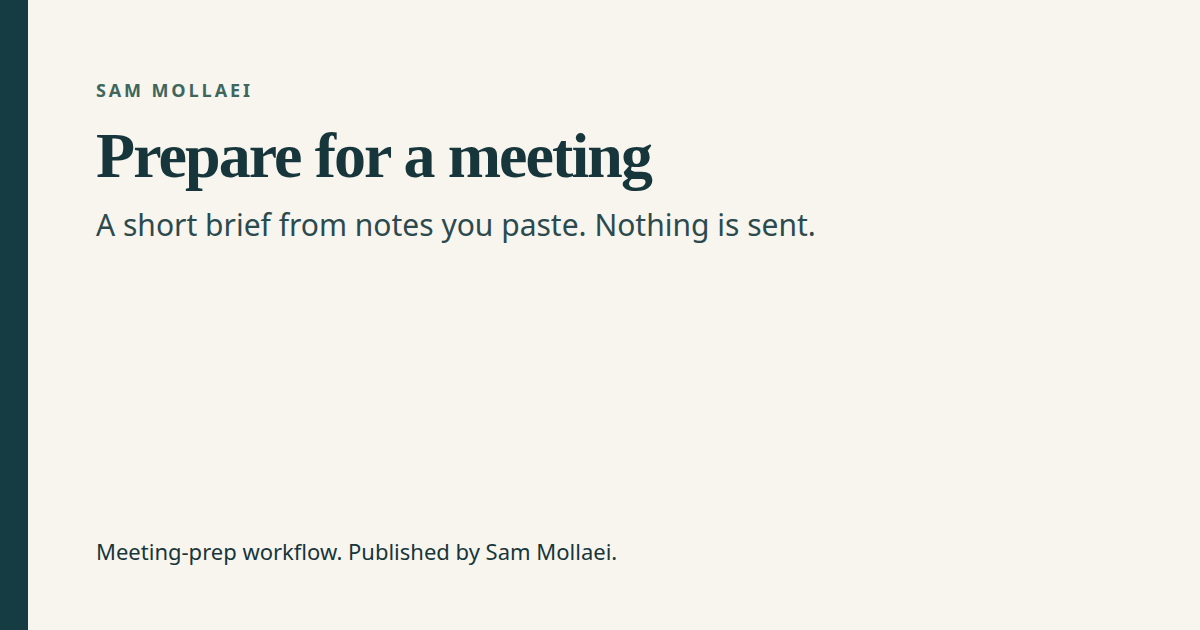 SAM MOLLAEI
Prepare for a meeting
A short brief from notes you paste. Nothing is sent.
Meeting-prep workflow. Published by Sam Mollaei.